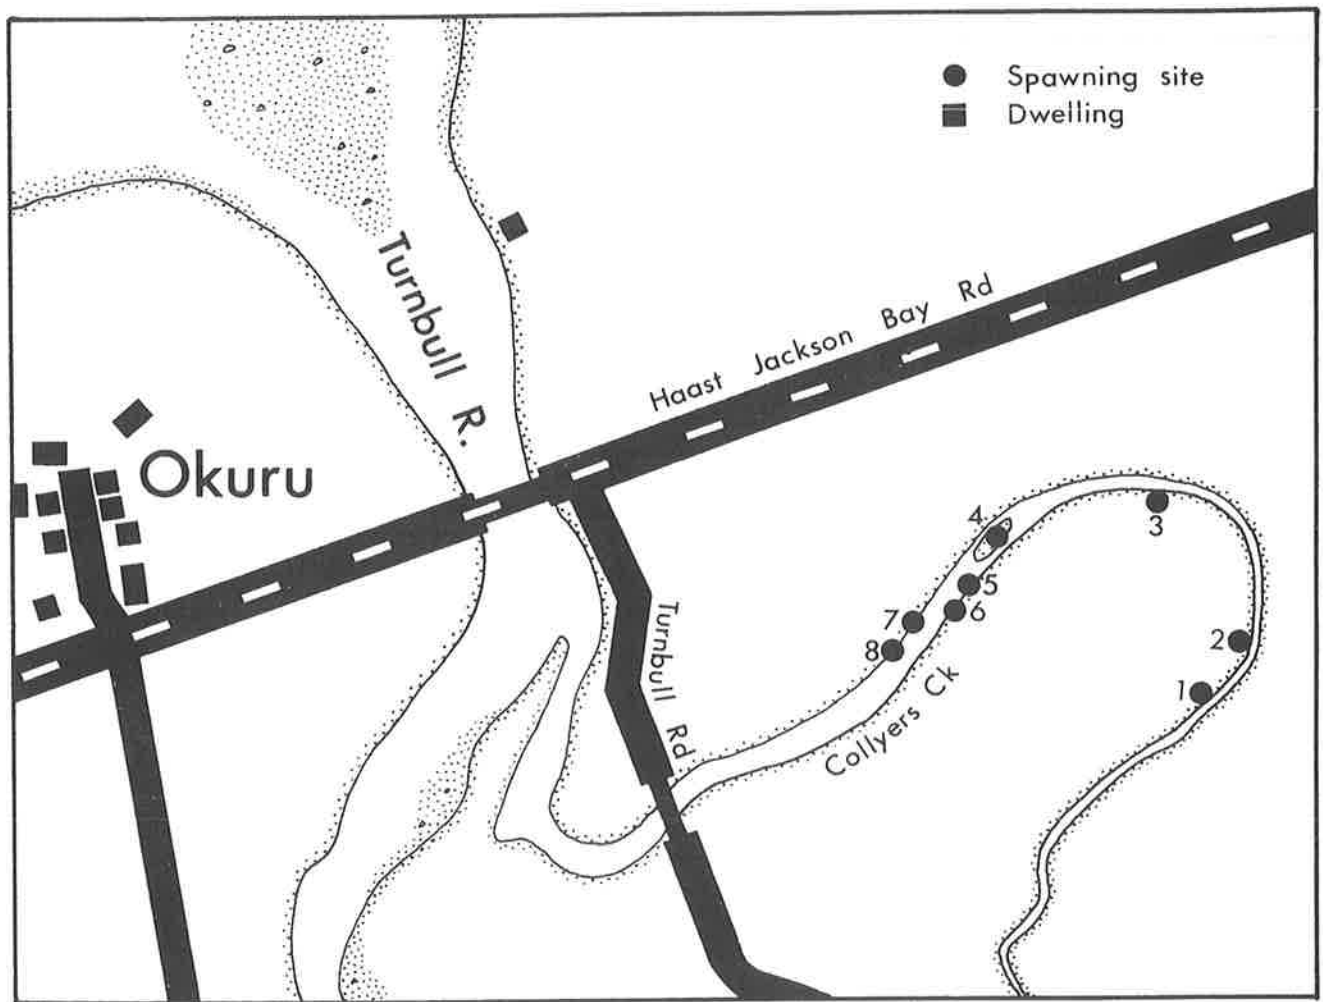 Spawning site
Dwelling
Turnbull R.
Haast Jackson Bay Rd
Okuru
Turnbull Rd
Collyers Ck
4
3
5
6
7
8
2
1